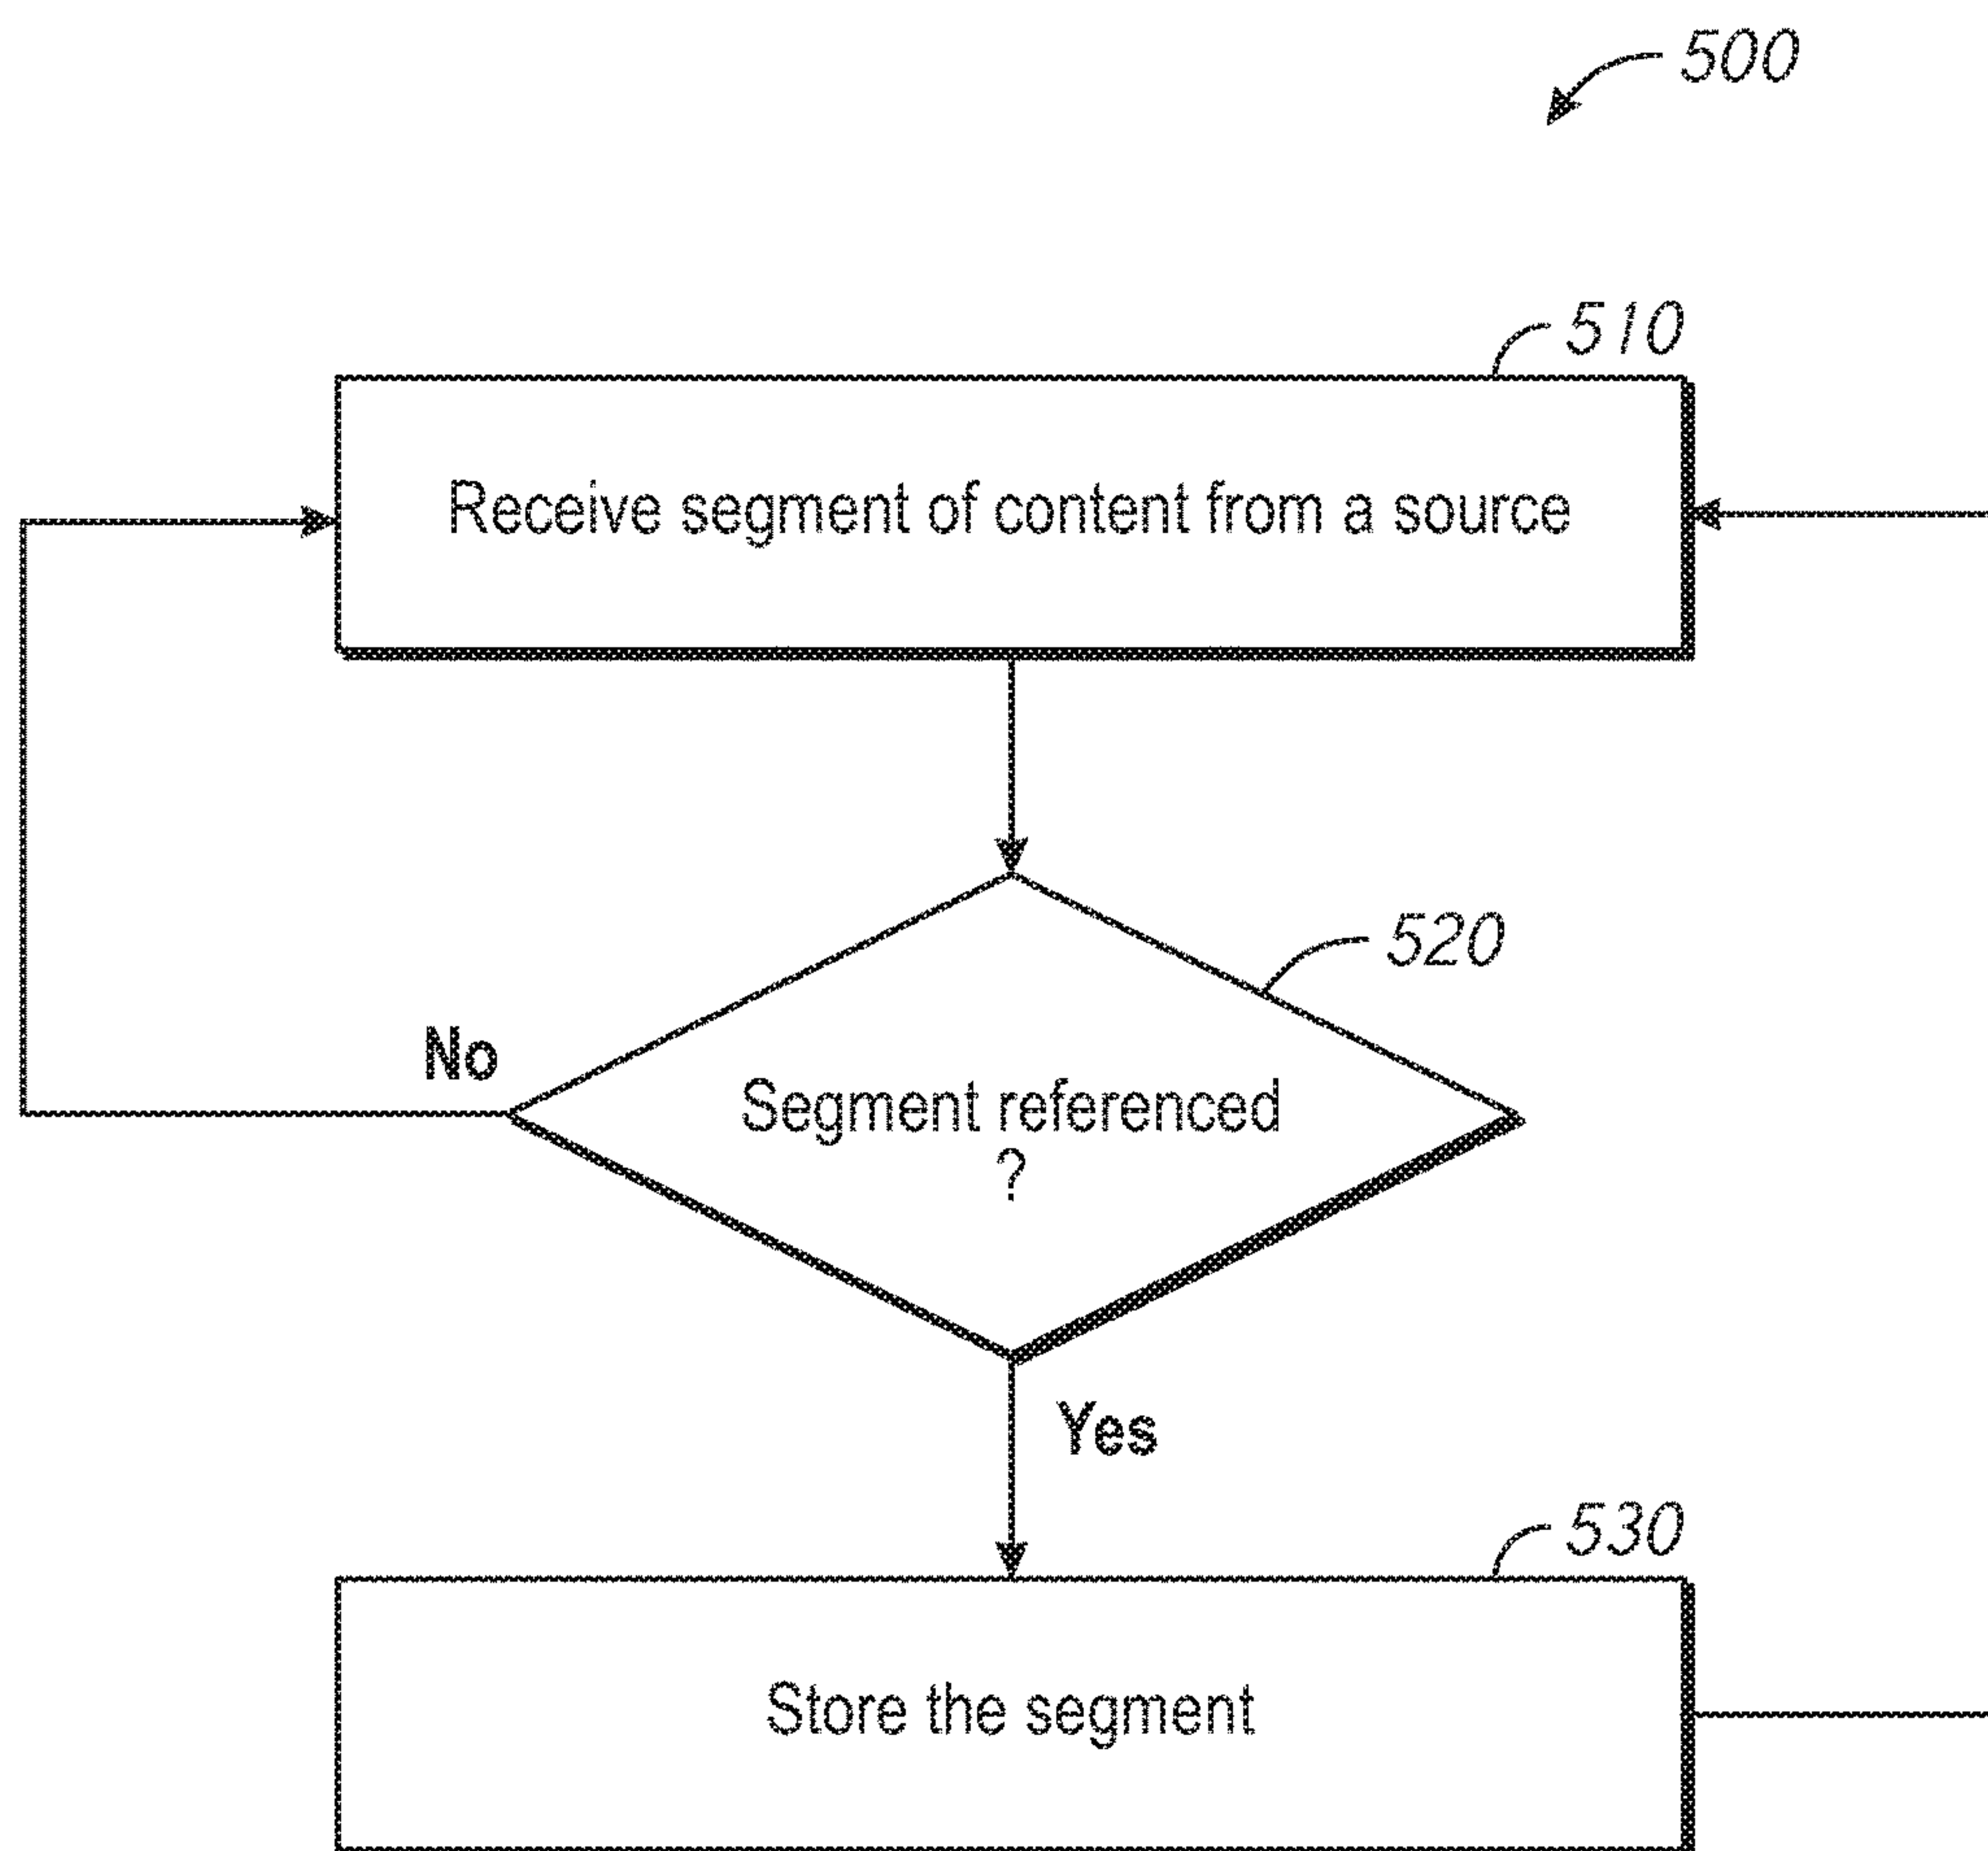 500
510
Receive segment of content from a source
520
No
Segment referenced
?
Yes
530
Store the segment